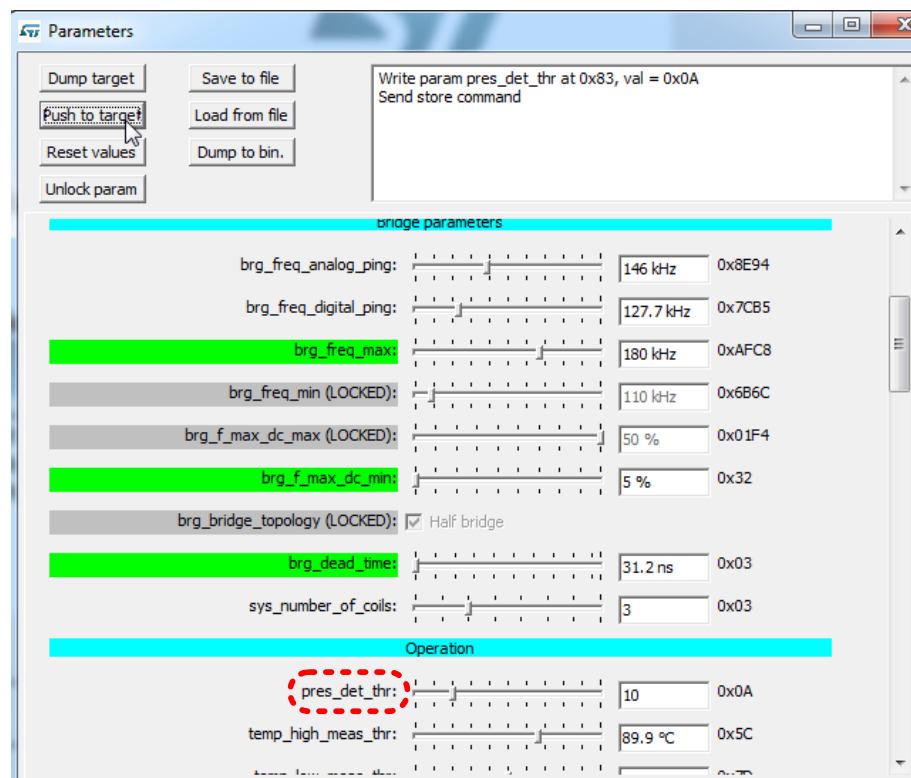 Parameters
Dump target Save to file
Push to target Load from file
Reset values Dump to bin.
Unlock param
Write param pres_det_thr at 0x83, val = 0x0A
Send store command
Bridge parameters
brg_freq_analog_ping: 146 kHz 0x8E94
brg_freq_digital_ping: 127.7 kHz 0x7CB5
brg_freq_max: 180 kHz 0xAFC8
brg_freq_min (LOCKED): 110 kHz 0x6B6C
brg_f_max_dc_max (LOCKED): 50 % 0x01F4
brg_f_max_dc_min: 5 % 0x32
brg_bridge_topology (LOCKED): Half bridge
brg_dead_time: 31.2 ns 0x03
sys_number_of_coils: 3 0x03
Operation
pres_det_thr: 10 0x0A
temp_high_meas_thr: 89.9 °C 0x5C
temp_low_meas_thr: 0x7D